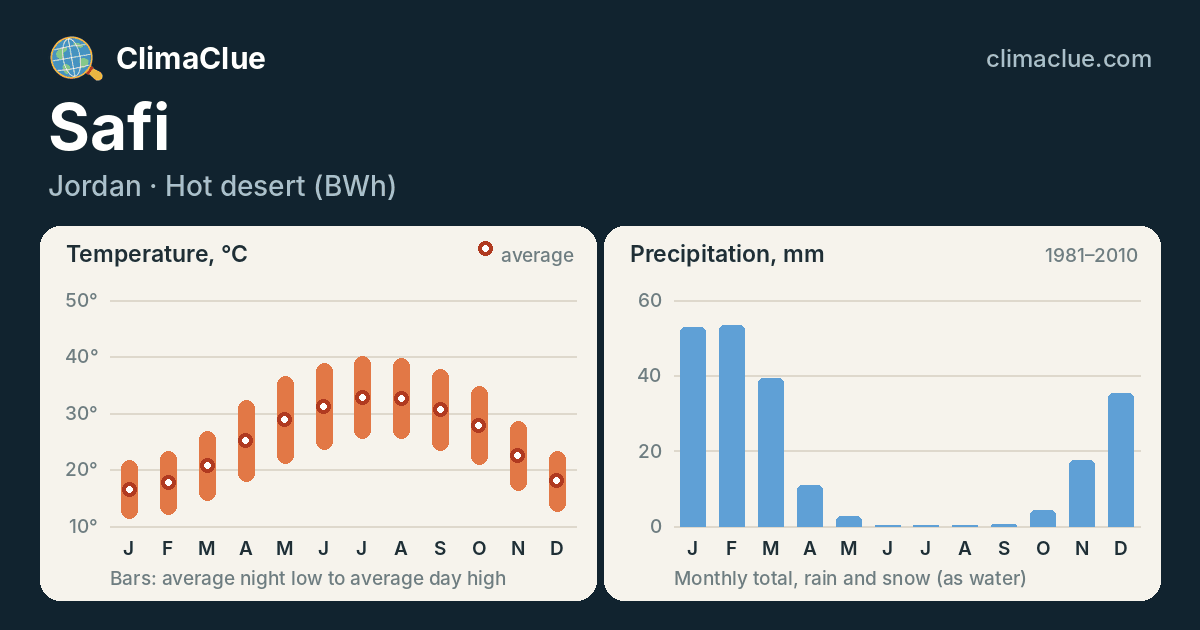 ClimaClue
climaclue.com
Safi
Jordan · Hot desert (BWh)
Temperature, °C
average
50°
40°
30°
20°
10°
J F M A M J J A S O N D
Bars: average night low to average day high
Precipitation, mm
1981–2010
60
40
20
0
J F M A M J J A S O N D
Monthly total, rain and snow (as water)